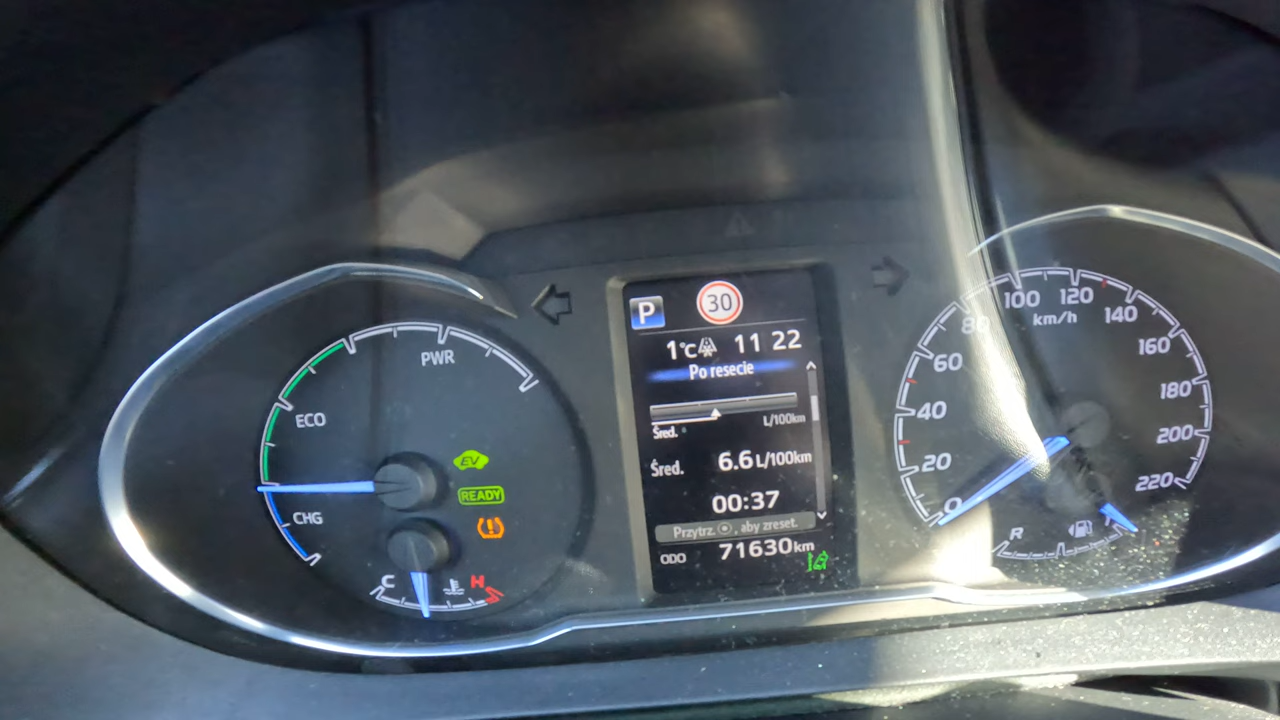 P 30
1°C 11 22
Po resecie
L/100km
Śred.
Śred. 6.6 L/100km
00:37
Przytrz. , aby zreset.
ODO 71630 km
PWR
ECO
CHG
EV
READY
C H
0 20 40 60 80 100 120 140 160 180 200 220
km/h
R